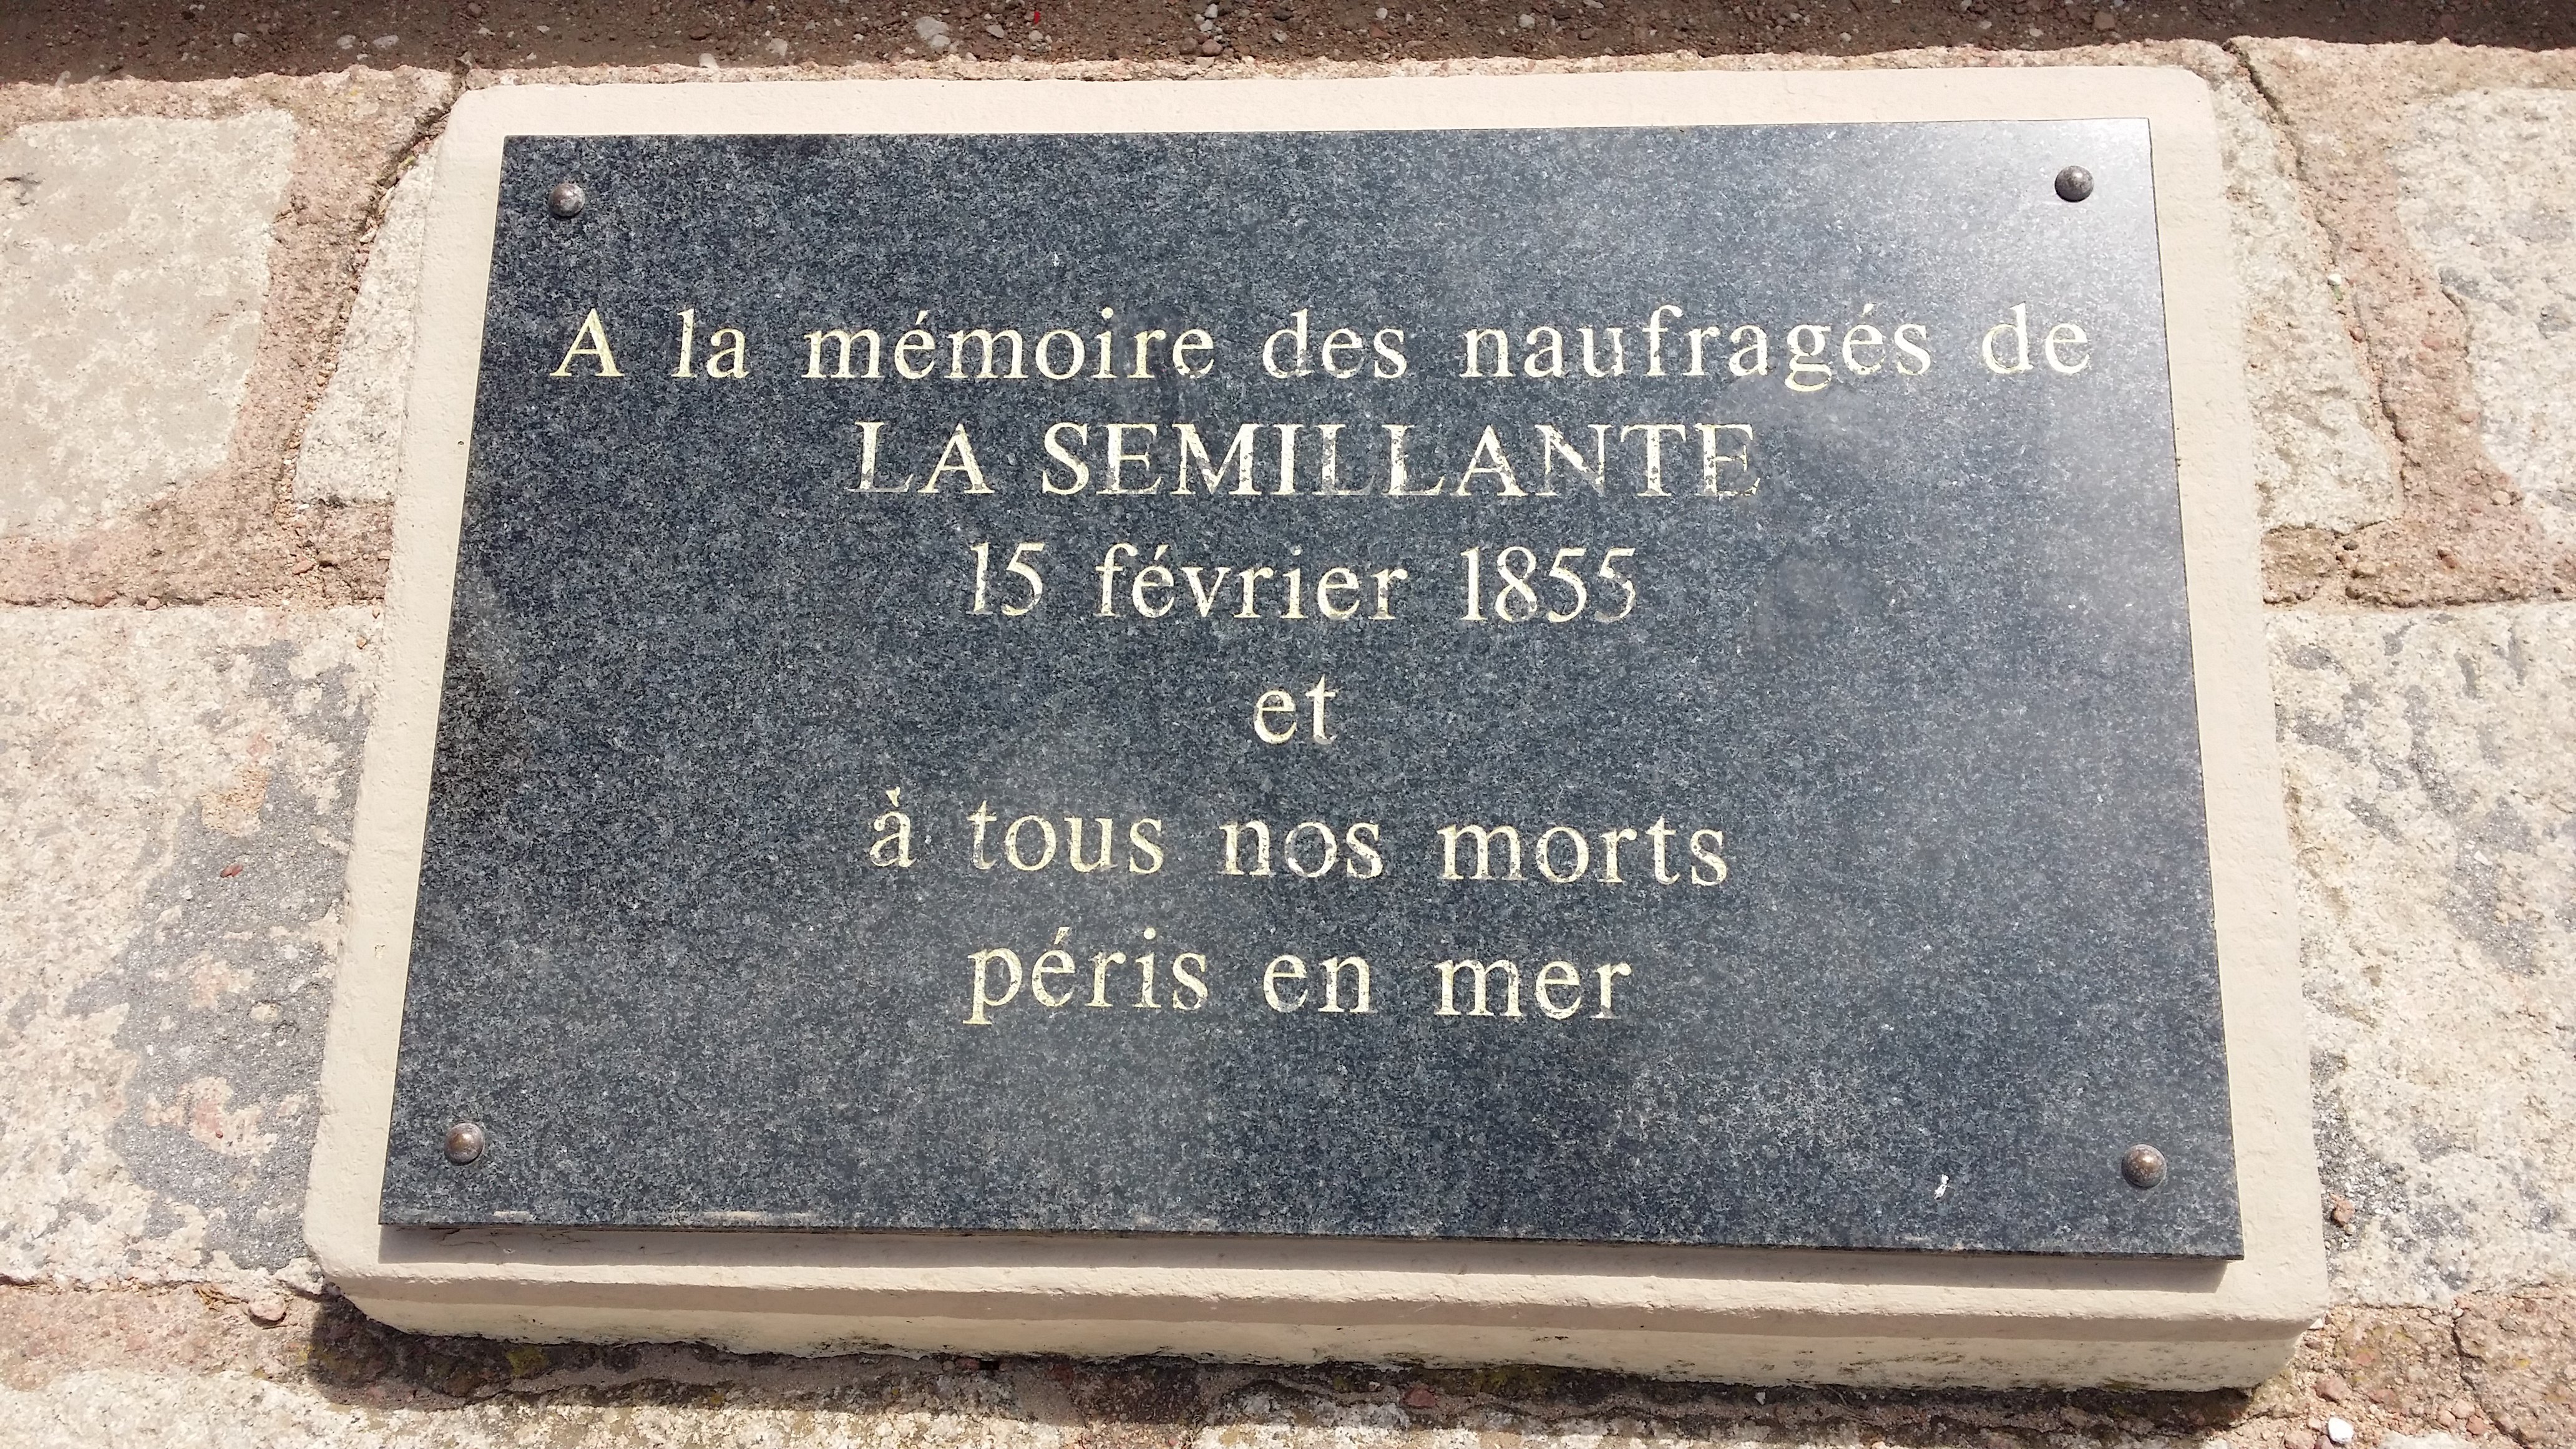 A la mémoire des naufragés de
LA SEMILLANTE
15 février 1855
et
à tous nos morts
péris en mer